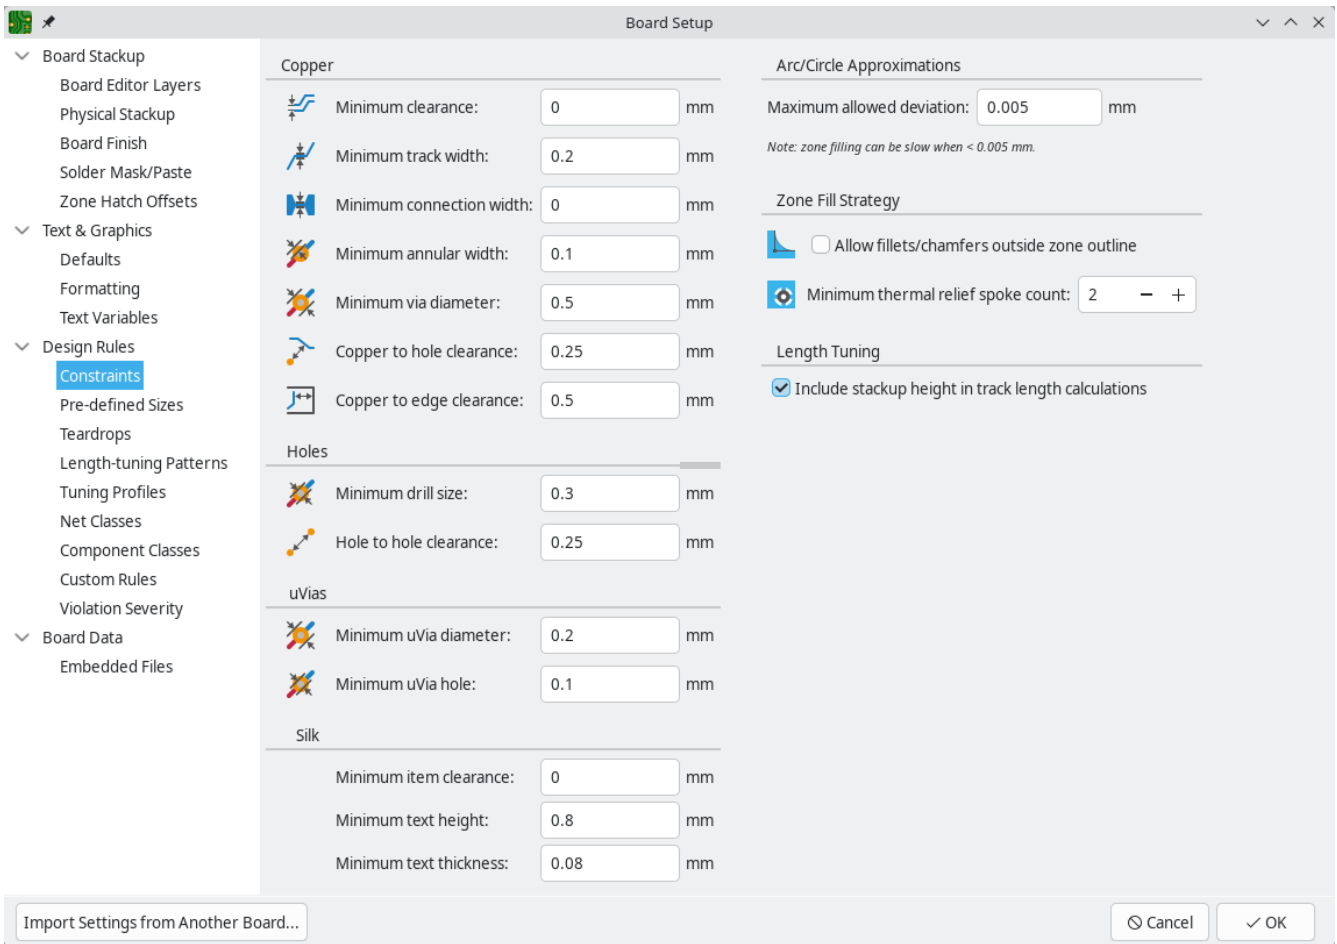 Board Setup
Board Stackup
Board Editor Layers
Physical Stackup
Board Finish
Solder Mask/Paste
Zone Hatch Offsets
Text & Graphics
Defaults
Formatting
Text Variables
Design Rules
Constraints
Pre-defined Sizes
Teardrops
Length-tuning Patterns
Tuning Profiles
Net Classes
Component Classes
Custom Rules
Violation Severity
Board Data
Embedded Files
Copper
Minimum clearance: 0 mm
Minimum track width: 0.2 mm
Minimum connection width: 0 mm
Minimum annular width: 0.1 mm
Minimum via diameter: 0.5 mm
Copper to hole clearance: 0.25 mm
Copper to edge clearance: 0.5 mm
Holes
Minimum drill size: 0.3 mm
Hole to hole clearance: 0.25 mm
uVias
Minimum uVia diameter: 0.2 mm
Minimum uVia hole: 0.1 mm
Silk
Minimum item clearance: 0 mm
Minimum text height: 0.8 mm
Minimum text thickness: 0.08 mm
Arc/Circle Approximations
Maximum allowed deviation: 0.005 mm
Note: zone filling can be slow when < 0.005 mm.
Zone Fill Strategy
Allow fillets/chamfers outside zone outline
Minimum thermal relief spoke count: 2 − +
Length Tuning
Include stackup height in track length calculations
Import Settings from Another Board...
Cancel
OK